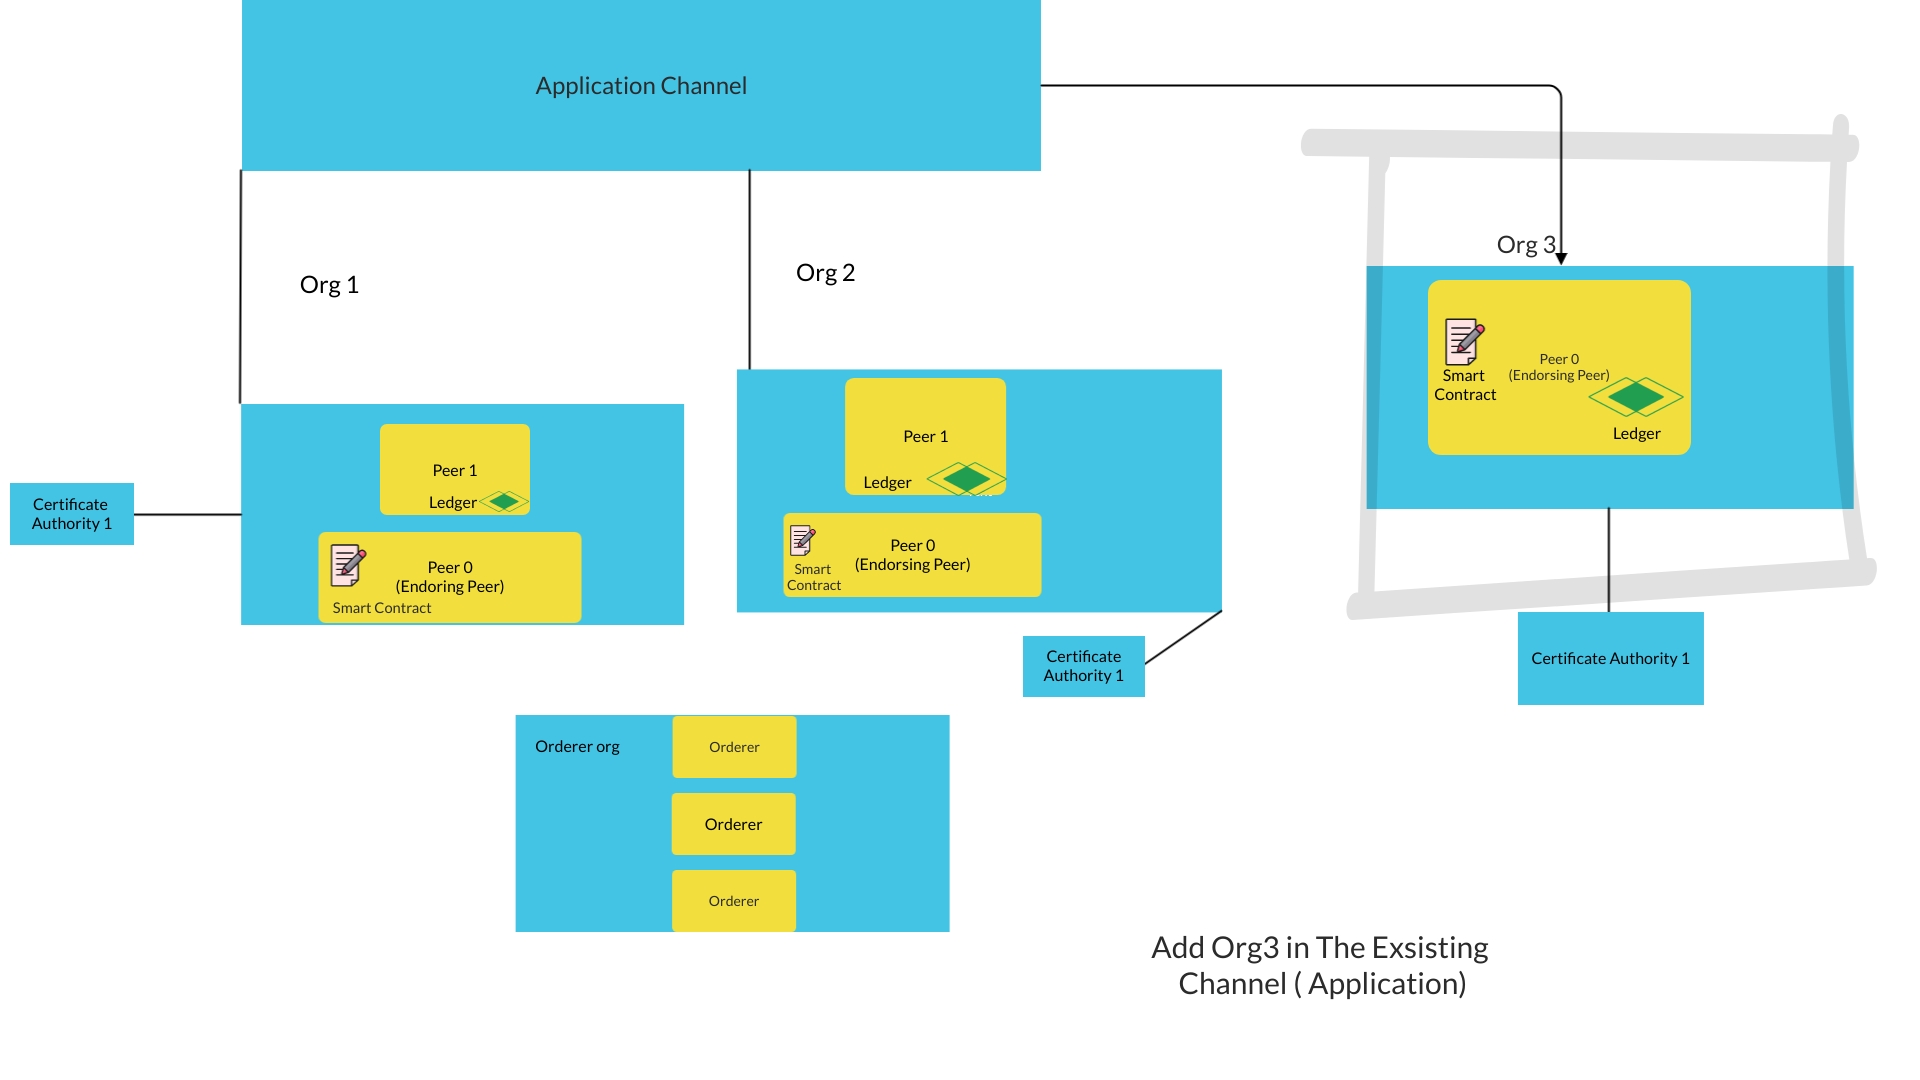 Application Channel
Org 1
Org 2
Org 3
Certificate
Authority 1
Peer 1
Ledger
Peer 0
(Endoring Peer)
Smart Contract
Peer 1
Ledger
Peer 0
(Endorsing Peer)
Smart
Contract
Certificate
Authority 1
Peer 0
(Endorsing Peer)
Smart
Contract
Ledger
Certificate Authority 1
Orderer org
Orderer
Orderer
Orderer
Add Org3 in The Exsisting
Channel ( Application)